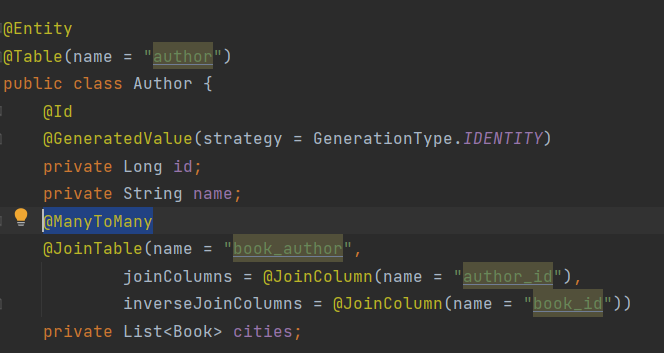 @Entity
@Table(name = "author")
public class Author {
@Id
@GeneratedValue(strategy = GenerationType.IDENTITY)
private Long id;
private String name;
@ManyToMany
@JoinTable(name = "book_author",
joinColumns = @JoinColumn(name = "author_id"),
inverseJoinColumns = @JoinColumn(name = "book_id"))
private List<Book> cities;